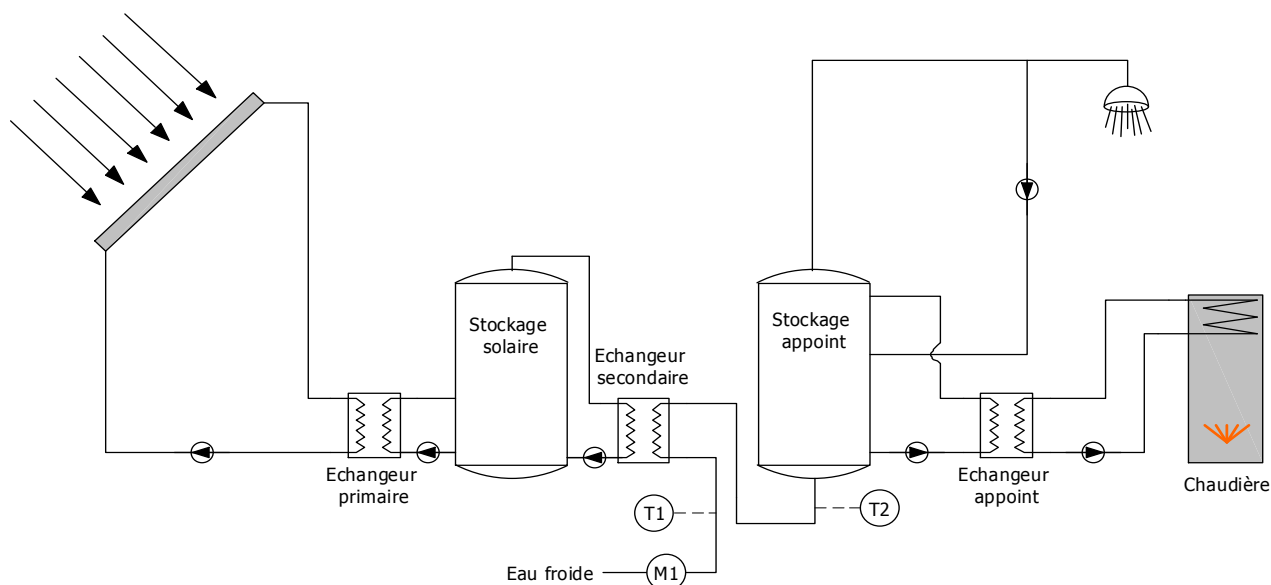 Stockage
solaire
Stockage
appoint
Echangeur
secondaire
Echangeur
primaire
Echangeur
appoint
Chaudière
T1
T2
Eau froide
M1